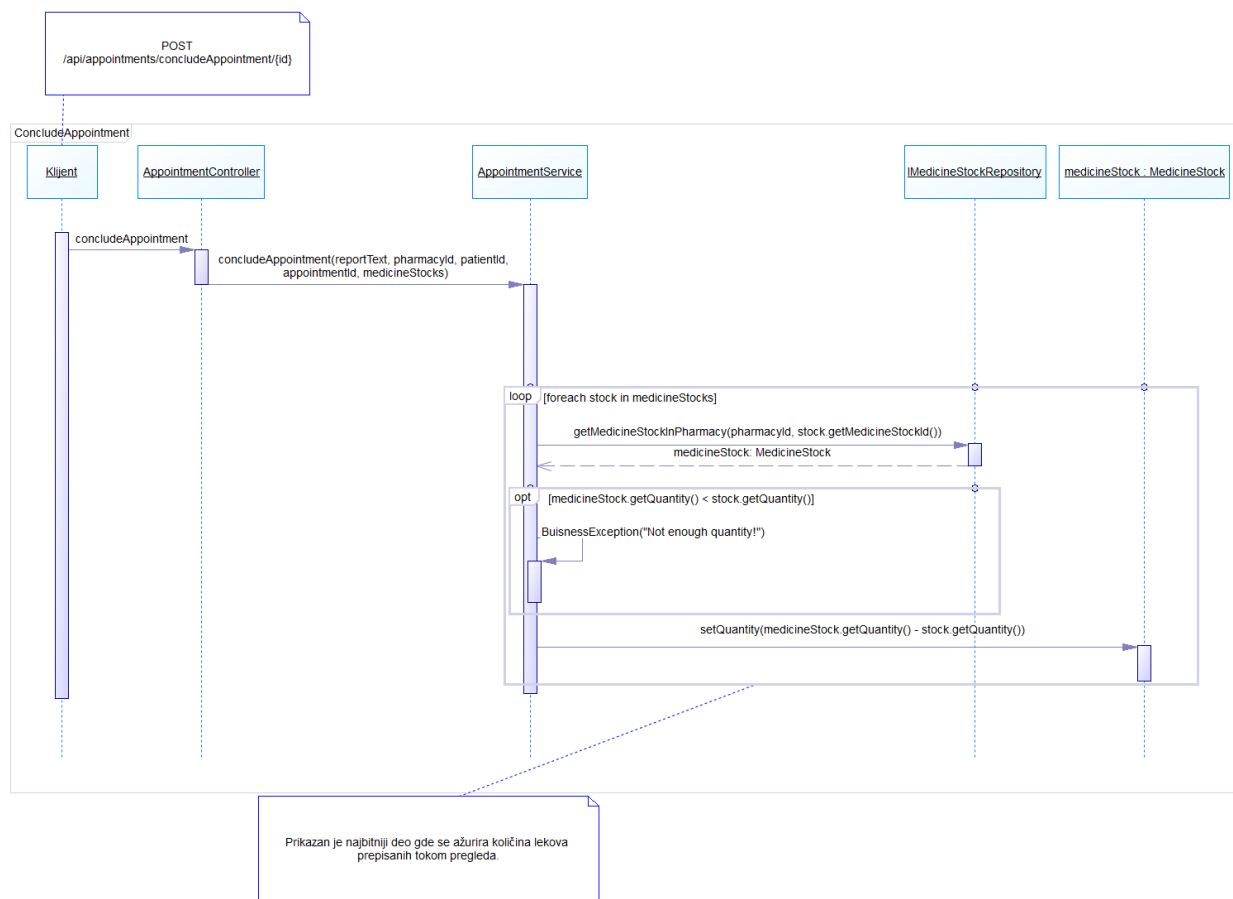 POST
/api/appointments/concludeAppointment/{id}
ConcludeAppointment
Klijent
AppointmentController
AppointmentService
IMedicineStockRepository
medicineStock : MedicineStock
concludeAppointment
concludeAppointment(reportText, pharmacyId, patientId,
appointmentId, medicineStocks)
loop
[foreach stock in medicineStocks]
getMedicineStockInPharmacy(pharmacyId, stock.getMedicineStockId())
medicineStock: MedicineStock
opt
[medicineStock.getQuantity() < stock.getQuantity()]
BuisnessException("Not enough quantity!")
setQuantity(medicineStock.getQuantity() - stock.getQuantity())
Prikazan je najbitniji deo gde se ažurira količina lekova
prepisanih tokom pregleda.